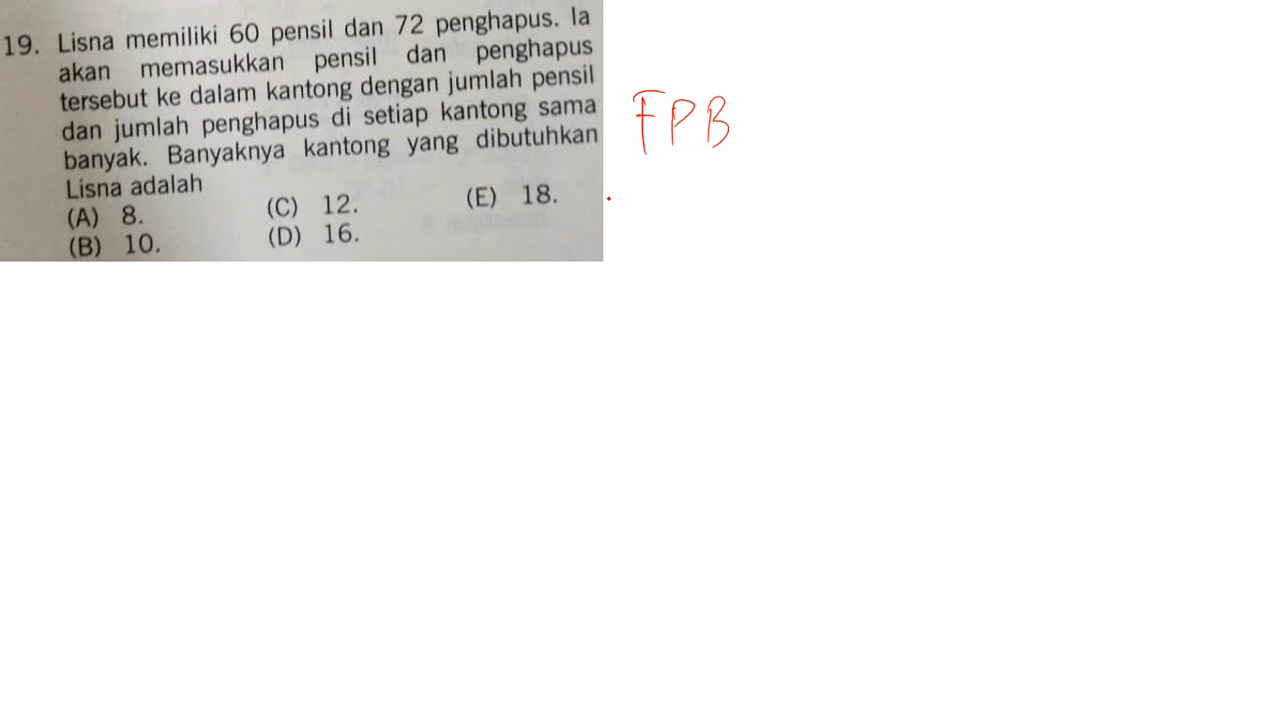 19. Lisna memiliki 60 pensil dan 72 penghapus. Ia
akan memasukkan pensil dan penghapus
tersebut ke dalam kantong dengan jumlah pensil
dan jumlah penghapus di setiap kantong sama
banyak. Banyaknya kantong yang dibutuhkan
Lisna adalah
(A) 8. (C) 12. (E) 18.
(B) 10. (D) 16.
FPB